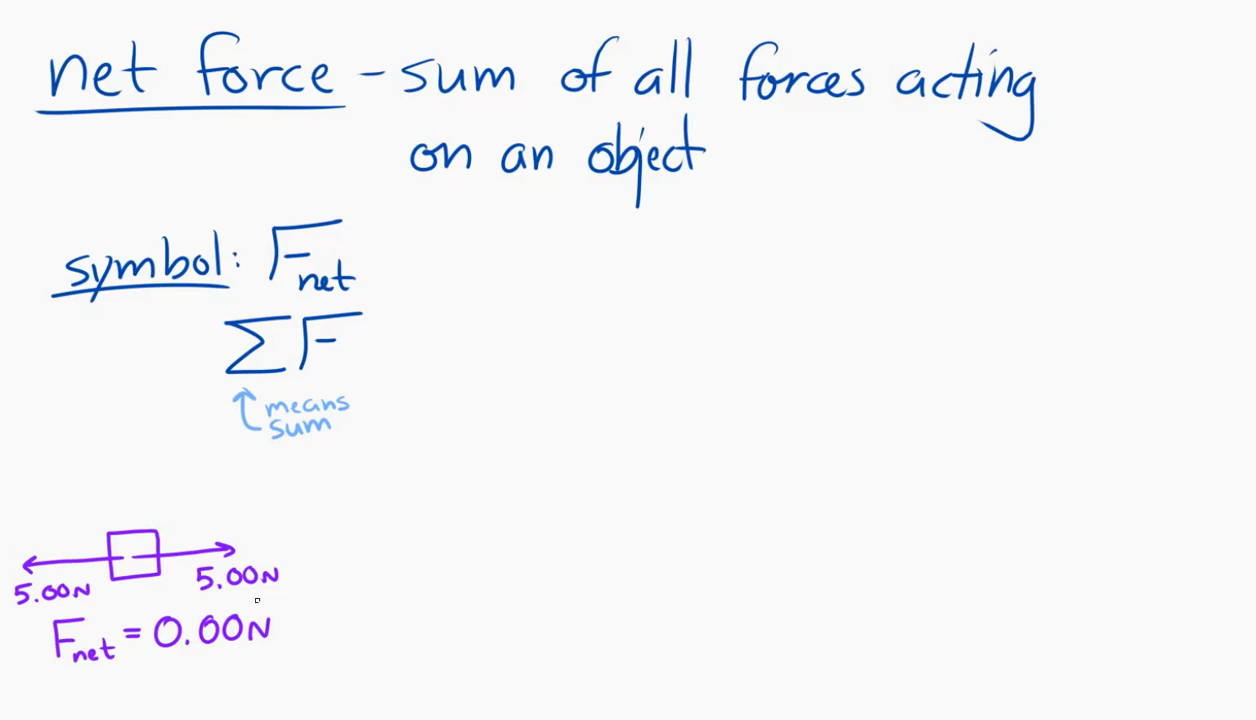 net force - sum of all forces acting
on an object
symbol: Fnet
ΣF
means
sum
5.00N
5.00N
Fnet = 0.00N